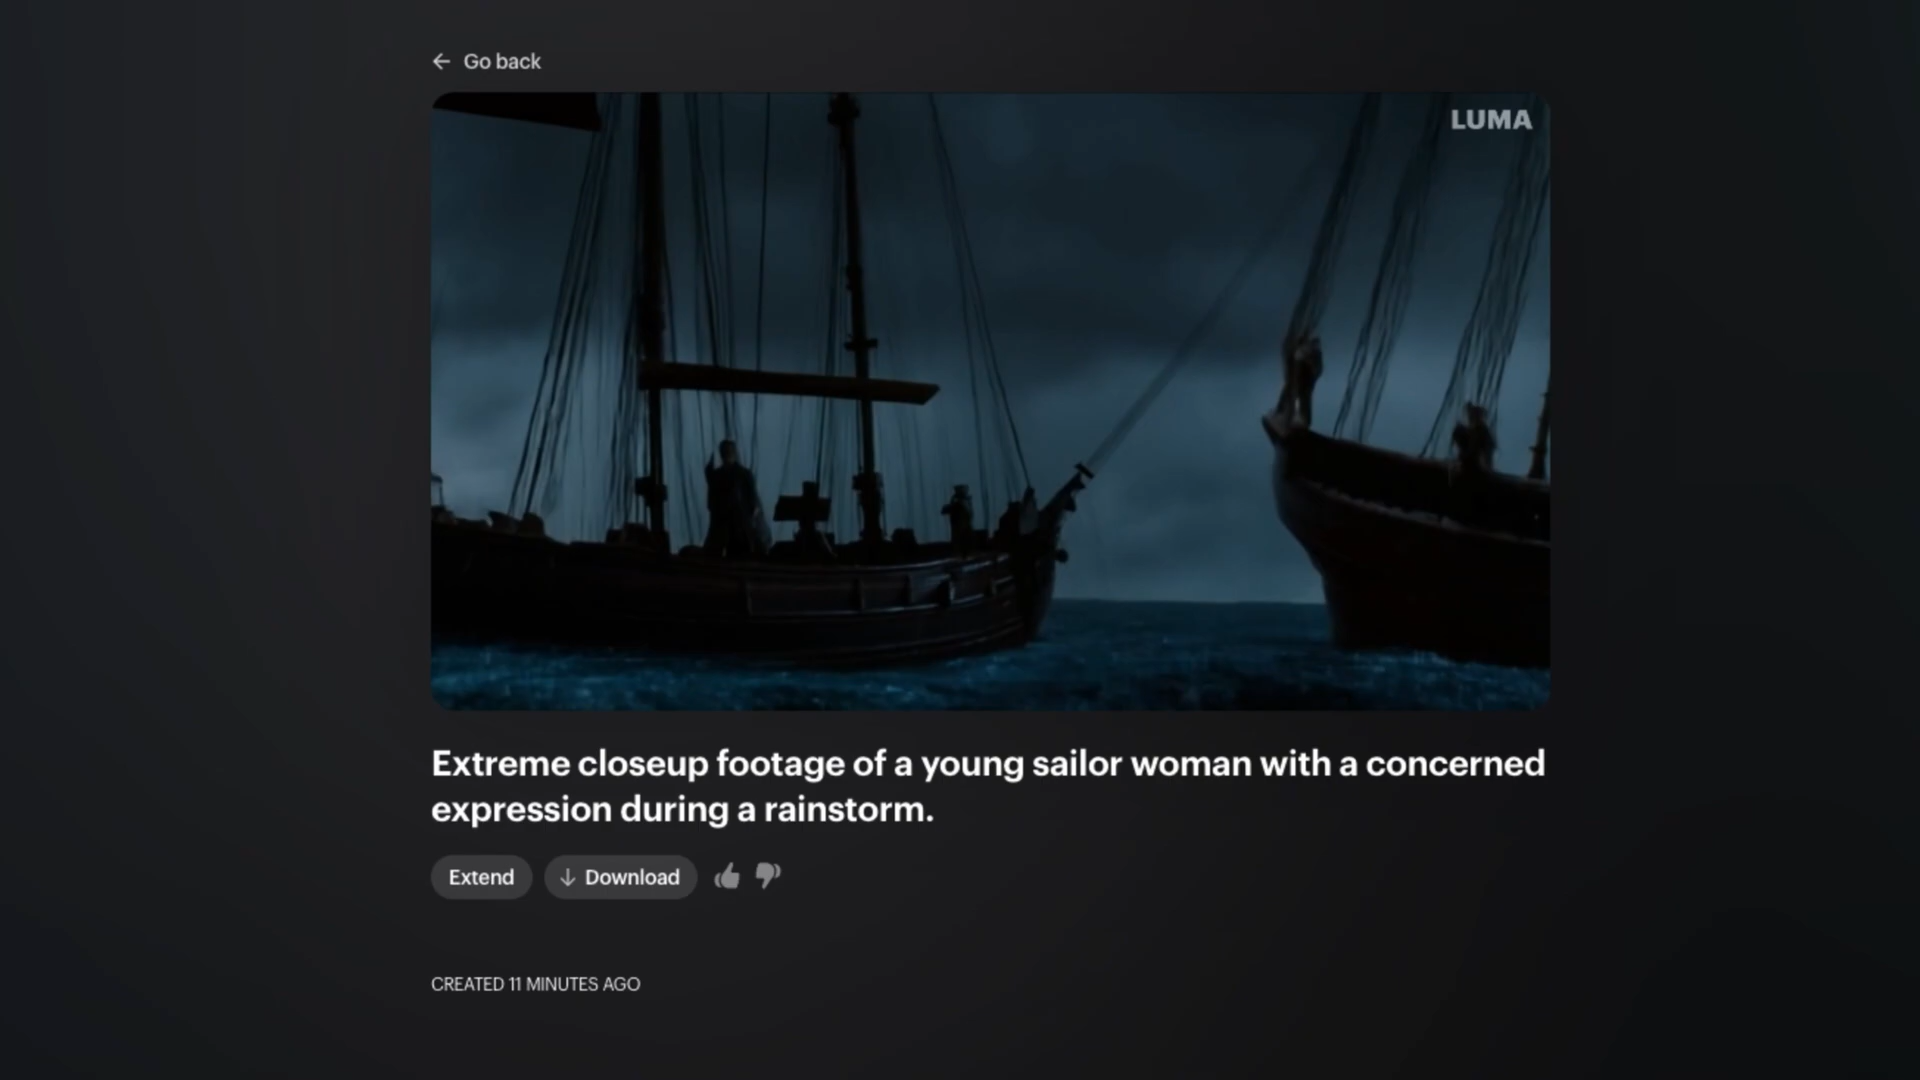 Go back
LUMA
Extreme closeup footage of a young sailor woman with a concerned
expression during a rainstorm.
Extend
Download
CREATED 11 MINUTES AGO